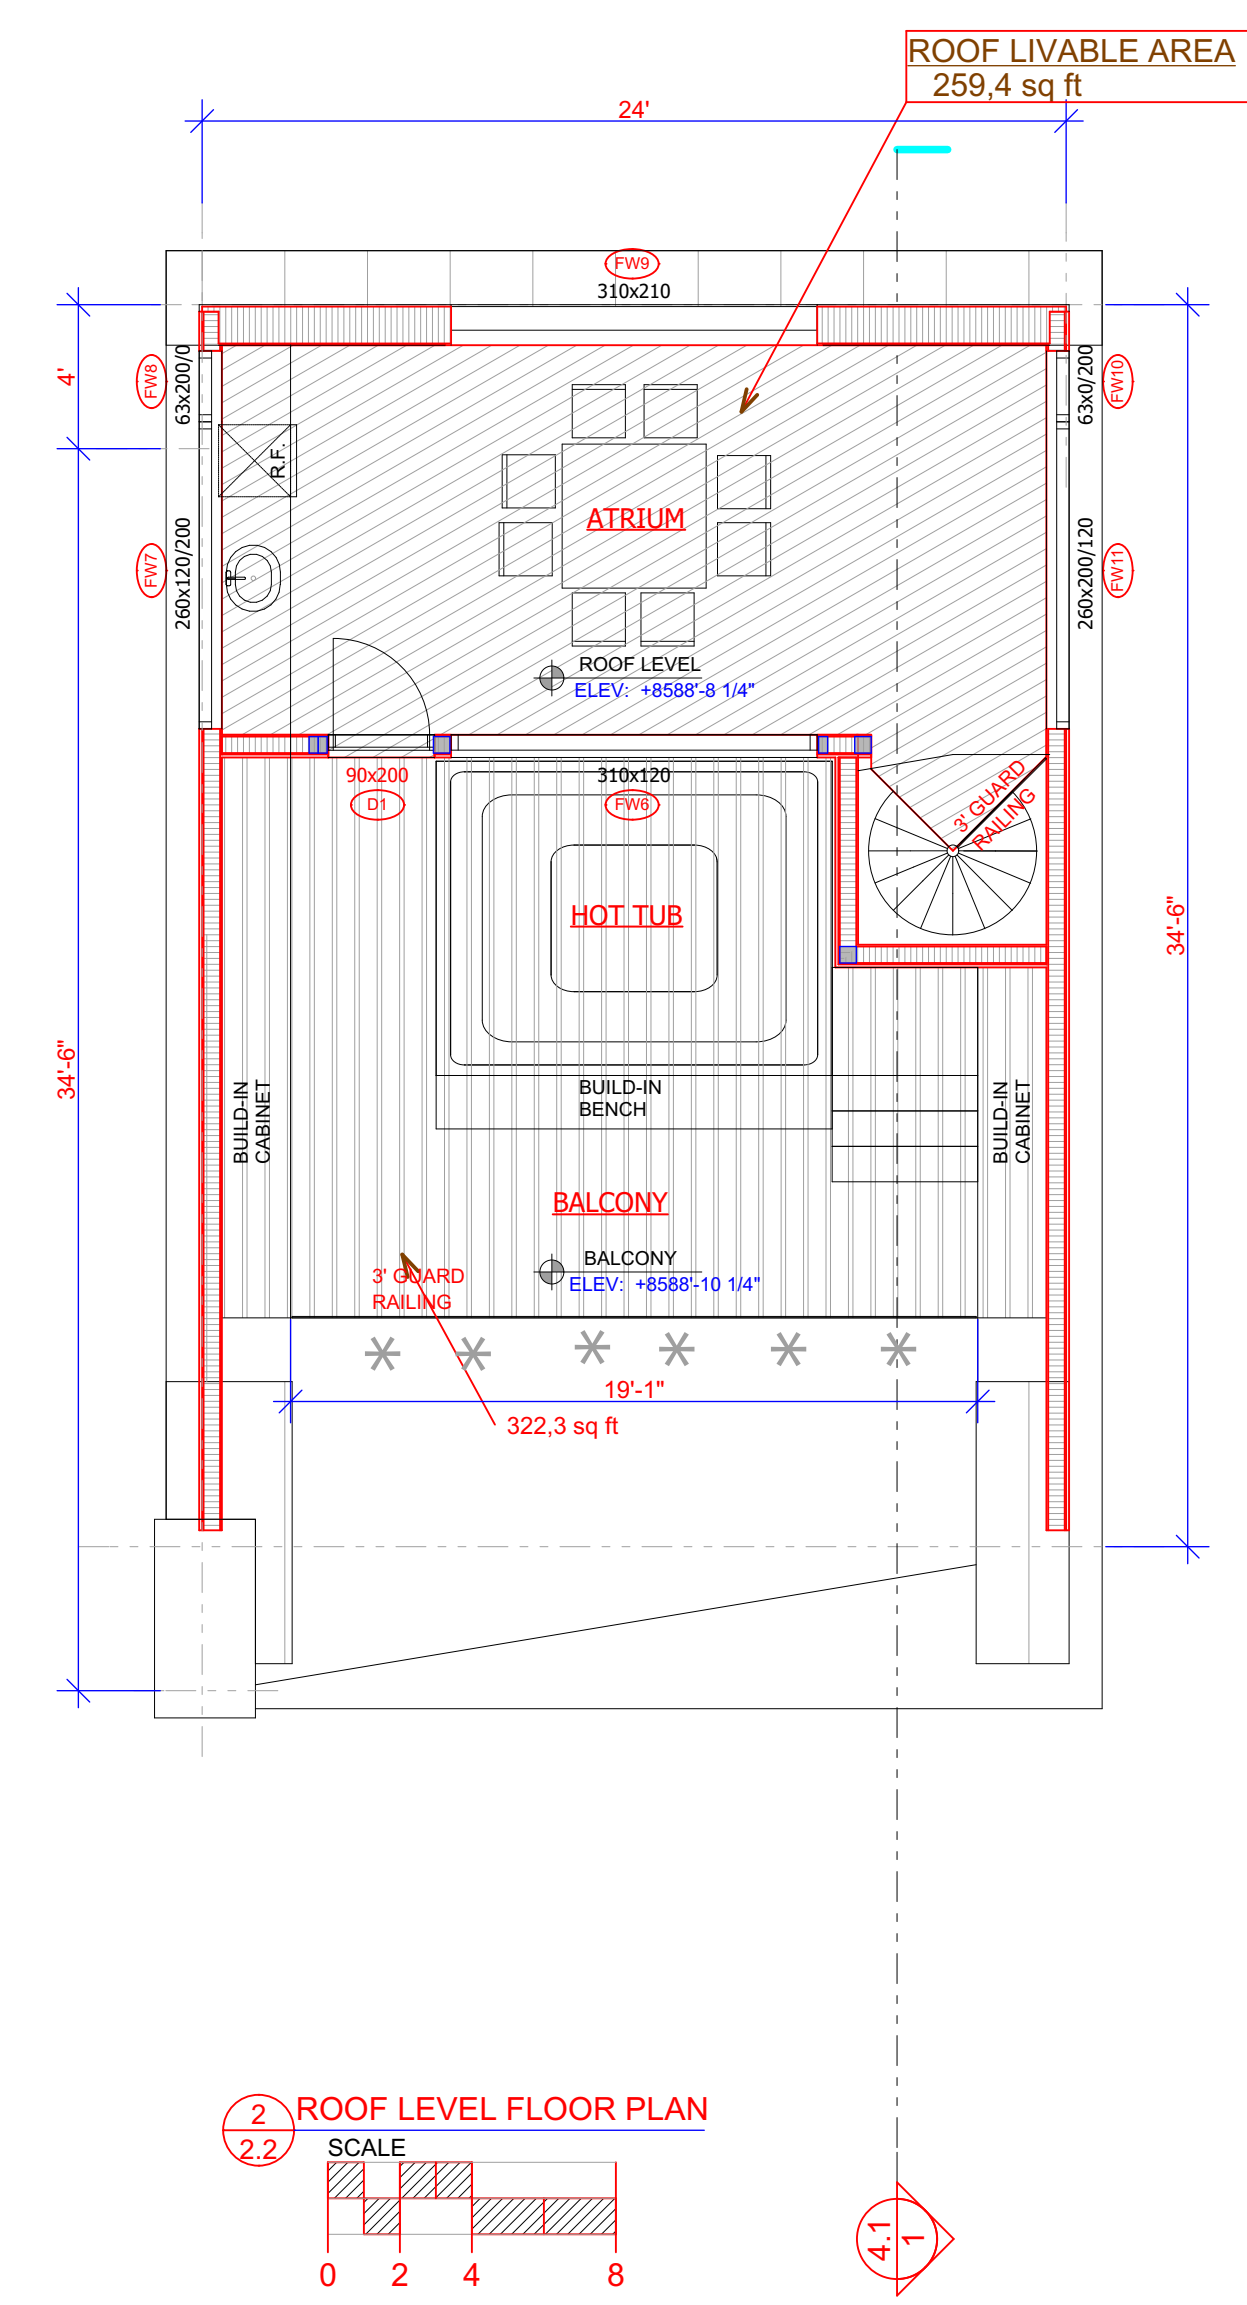 ROOF LIVABLE AREA
259,4 sq ft
24'
FW9
310x210
4'
FW8
63x200/0
63x0/200
FW10
R.F.
ATRIUM
FW7
260x120/200
260x200/120
FW11
ROOF LEVEL
ELEV: +8588'-8 1/4"
90x200
D1
310x120
FW6
3' GUARD
RAILING
HOT TUB
34'-6"
34'-6"
BUILD-IN
CABINET
BUILD-IN
BENCH
BUILD-IN
CABINET
BALCONY
BALCONY
ELEV: +8588'-10 1/4"
3' GUARD
RAILING
19'-1"
322,3 sq ft
2
2.2
ROOF LEVEL FLOOR PLAN
SCALE
0 2 4 8
4.1
1